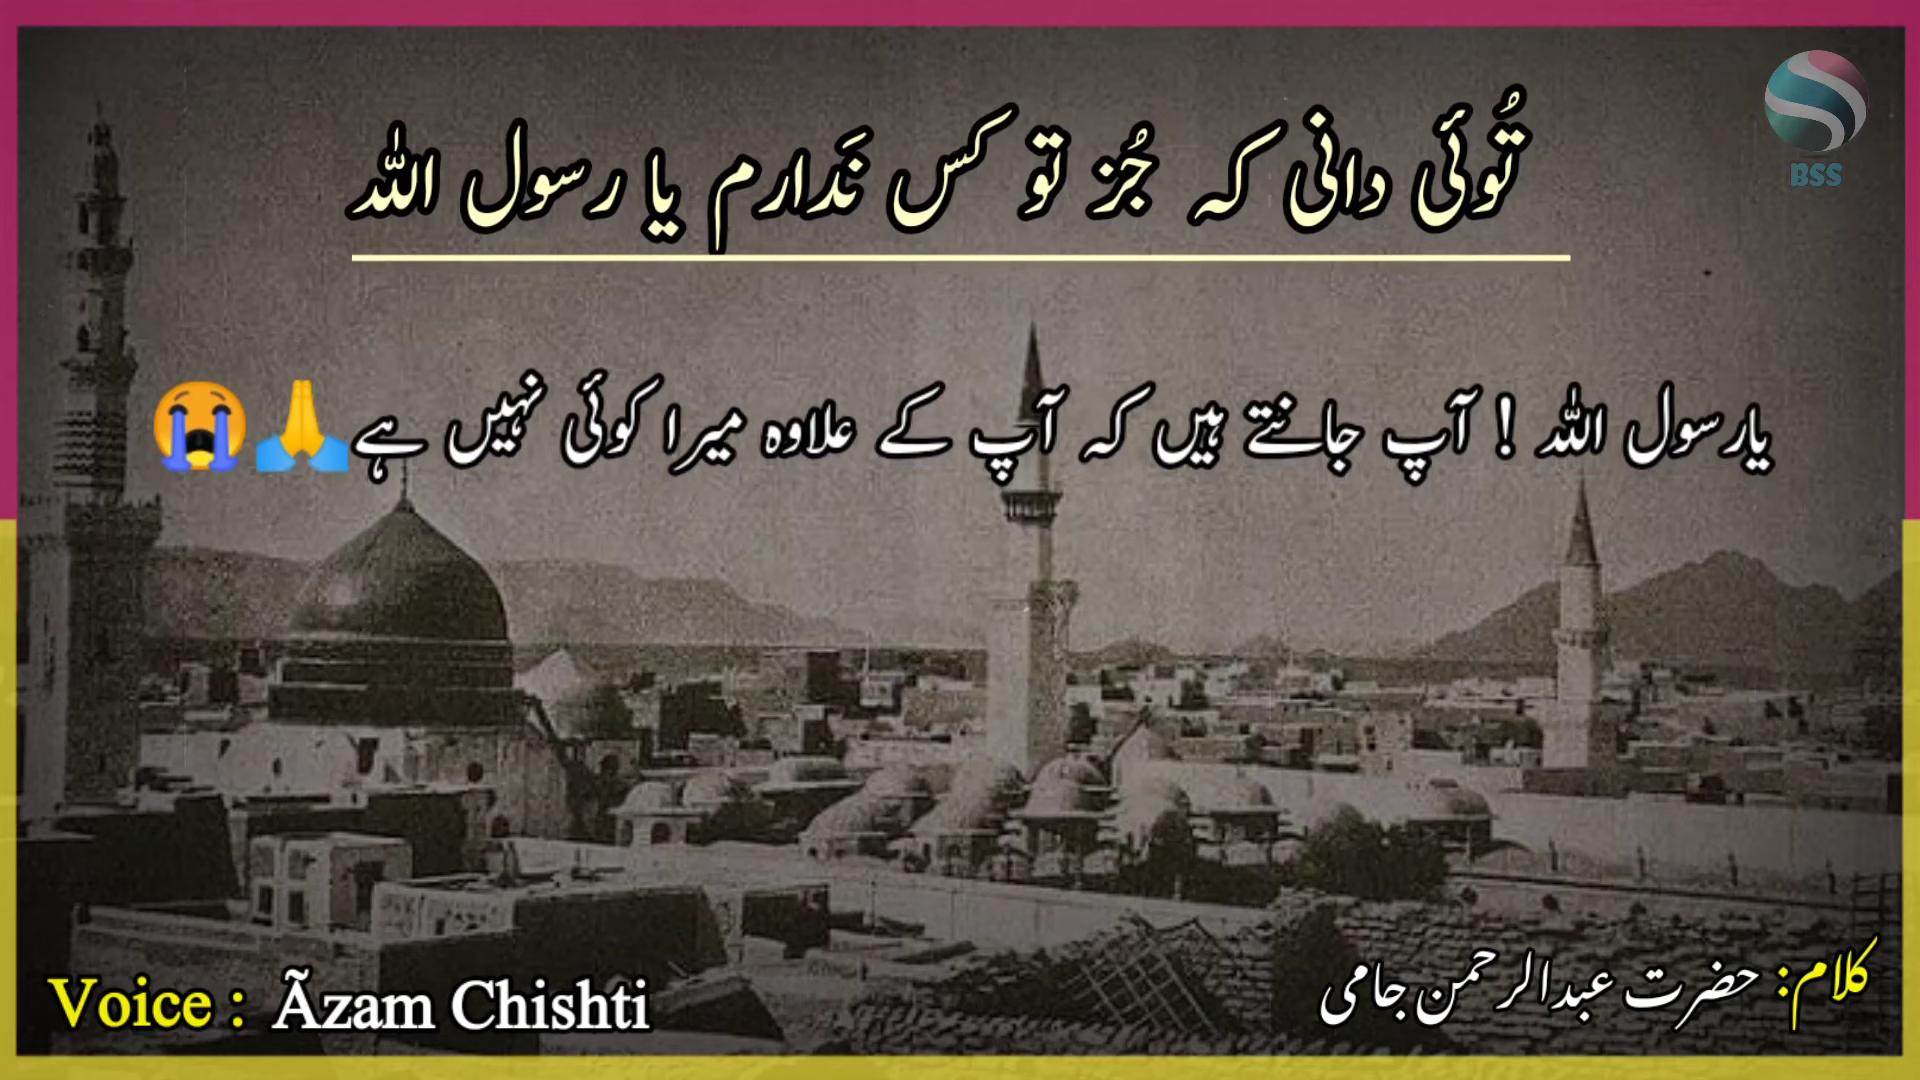 BSS
تُوئی دانی کہ جُز تو کس نَدارم یا رسول اللہ
یارسول اللہ ! آپ جانتے ہیں کہ آپ کے علاوہ میرا کوئی نہیں ہے🙏😭
کلام: حضرت عبدالرحمن جامی
Voice : Ãzam Chishti